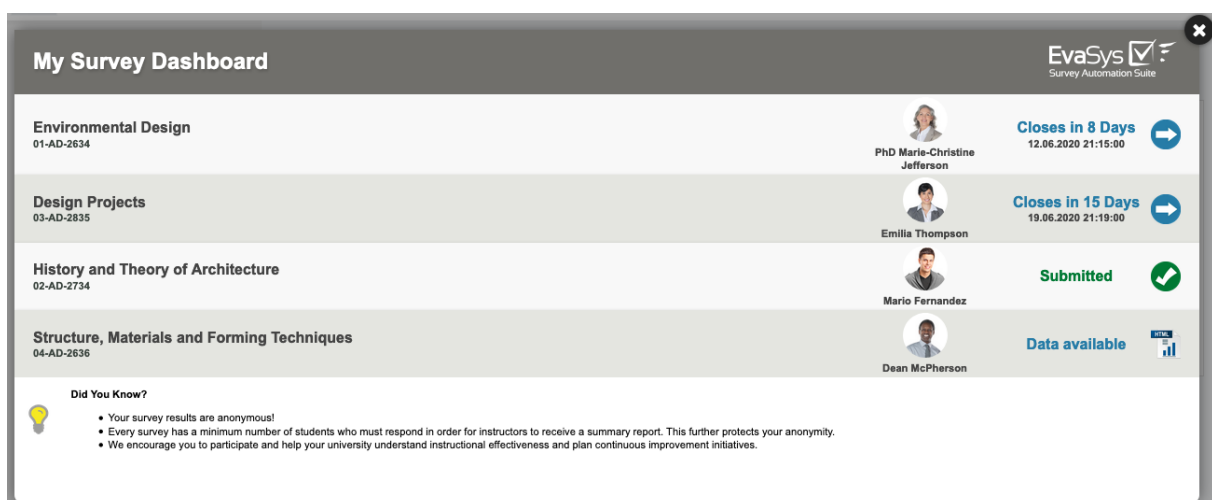 My Survey Dashboard
EvaSys
Survey Automation Suite
Environmental Design
01-AD-2634
PhD Marie-Christine
Jefferson
Closes in 8 Days
12.06.2020 21:15:00
Design Projects
03-AD-2835
Emilia Thompson
Closes in 15 Days
19.06.2020 21:19:00
History and Theory of Architecture
02-AD-2734
Mario Fernandez
Submitted
Structure, Materials and Forming Techniques
04-AD-2636
Dean McPherson
Data available
HTML
Did You Know?
• Your survey results are anonymous!
• Every survey has a minimum number of students who must respond in order for instructors to receive a summary report. This further protects your anonymity.
• We encourage you to participate and help your university understand instructional effectiveness and plan continuous improvement initiatives.